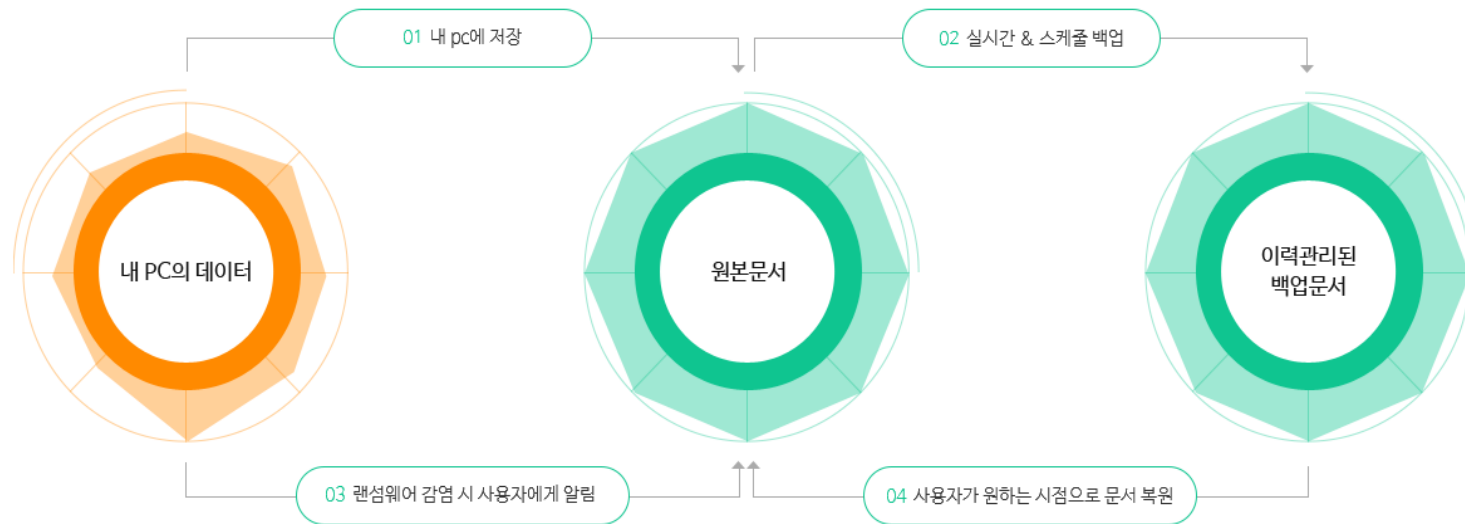 01 내 pc에 저장
02 실시간 & 스케줄 백업
내 PC의 데이터
원본문서
이력관리된
백업문서
03 랜섬웨어 감염 시 사용자에게 알림
04 사용자가 원하는 시점으로 문서 복원